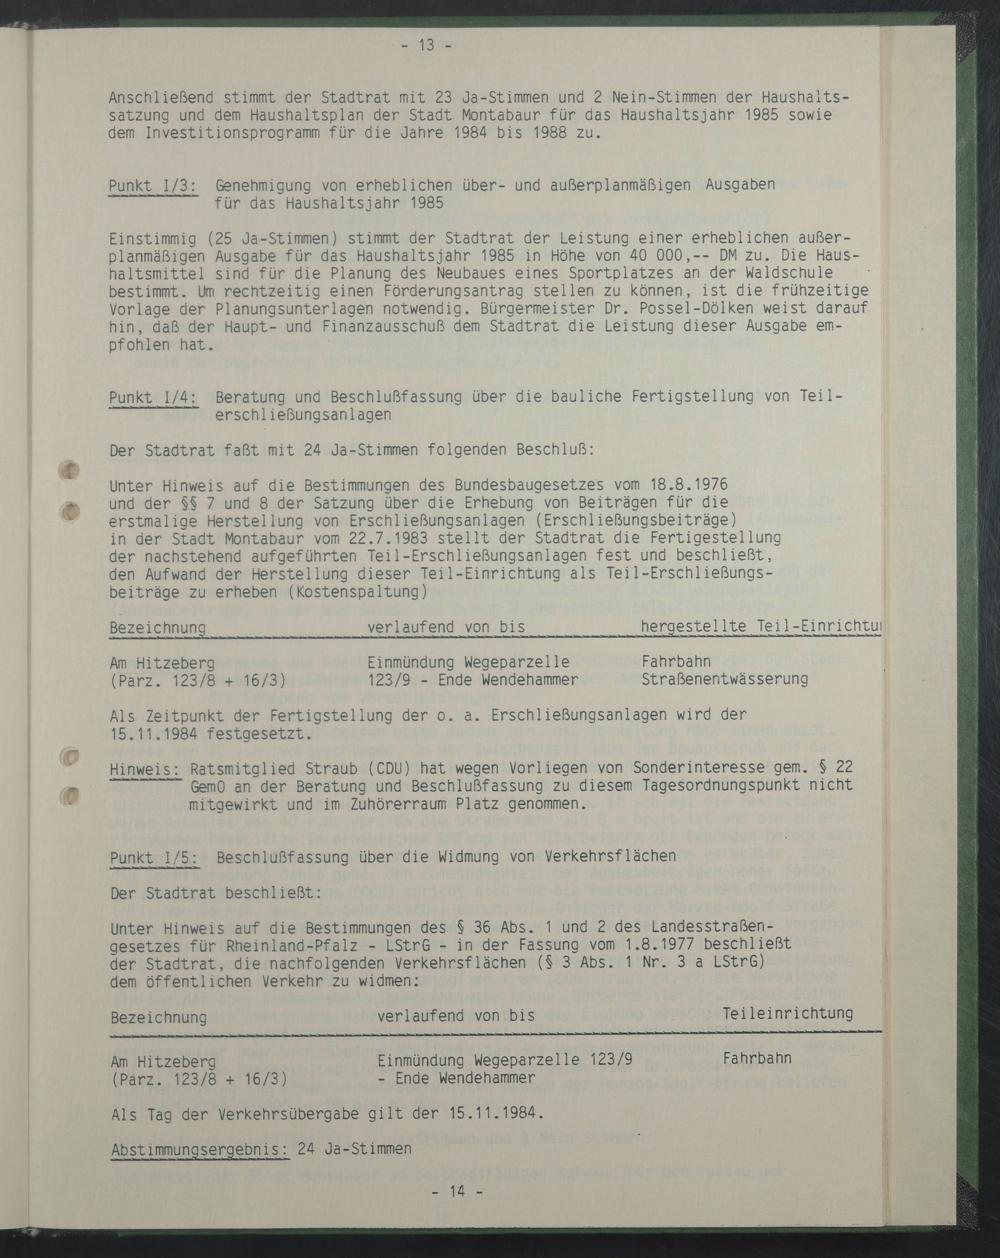 - 13 -
Anschließend stimmt der Stadtrat mit 23 Ja-Stimmen und 2 Nein-Stimmen der Haushalts-
satzung und dem Haushaltsplan der Stadt Montabaur für das Haushaltsjahr 1985 sowie
dem Investitionsprogramm für die Jahre 1984 bis 1988 zu.
Punkt I/3: Genehmigung von erheblichen über- und außerplanmäßigen Ausgaben
für das Haushaltsjahr 1985
Einstimmig (25 Ja-Stimmen) stimmt der Stadtrat der Leistung einer erheblichen außer-
planmäßigen Ausgabe für das Haushaltsjahr 1985 in Höhe von 40 000,-- DM zu. Die Haus-
haltsmittel sind für die Planung des Neubaues eines Sportplatzes an der Waldschule
bestimmt. Um rechtzeitig einen Förderungsantrag stellen zu können, ist die frühzeitige
Vorlage der Planungsunterlagen notwendig. Bürgermeister Dr. Possel-Dölken weist darauf
hin, daß der Haupt- und Finanzausschuß dem Stadtrat die Leistung dieser Ausgabe em-
pfohlen hat.
Punkt I/4: Beratung und Beschlußfassung über die bauliche Fertigstellung von Teil-
erschließungsanlagen
Der Stadtrat faßt mit 24 Ja-Stimmen folgenden Beschluß:
Unter Hinweis auf die Bestimmungen des Bundesbaugesetzes vom 18.8.1976
und der §§ 7 und 8 der Satzung über die Erhebung von Beiträgen für die
erstmalige Herstellung von Erschließungsanlagen (Erschließungsbeiträge)
in der Stadt Montabaur vom 22.7.1983 stellt der Stadtrat die Fertigestellung
der nachstehend aufgeführten Teil-Erschließungsanlagen fest und beschließt,
den Aufwand der Herstellung dieser Teil-Einrichtung als Teil-Erschließungs-
beiträge zu erheben (Kostenspaltung)
Bezeichnung verlaufend von bis hergestellte Teil-Einrichtu
Am Hitzeberg Einmündung Wegeparzelle Fahrbahn
(Parz. 123/8 + 16/3) 123/9 - Ende Wendehammer Straßenentwässerung
Als Zeitpunkt der Fertigstellung der o. a. Erschließungsanlagen wird der
15.11.1984 festgesetzt.
Hinweis: Ratsmitglied Straub (CDU) hat wegen Vorliegen von Sonderinteresse gem. § 22
GemO an der Beratung und Beschlußfassung zu diesem Tagesordnungspunkt nicht
mitgewirkt und im Zuhörerraum Platz genommen.
Punkt I/5: Beschlußfassung über die Widmung von Verkehrsflächen
Der Stadtrat beschließt:
Unter Hinweis auf die Bestimmungen des § 36 Abs. 1 und 2 des Landesstraßen-
gesetzes für Rheinland-Pfalz - LStrG - in der Fassung vom 1.8.1977 beschließt
der Stadtrat, die nachfolgenden Verkehrsflächen (§ 3 Abs. 1 Nr. 3 a LStrG)
dem öffentlichen Verkehr zu widmen:
Bezeichnung verlaufend von bis Teileinrichtung
Am Hitzeberg Einmündung Wegeparzelle 123/9 Fahrbahn
(Parz. 123/8 + 16/3) - Ende Wendehammer
Als Tag der Verkehrsübergabe gilt der 15.11.1984.
Abstimmungsergebnis: 24 Ja-Stimmen
- 14 -